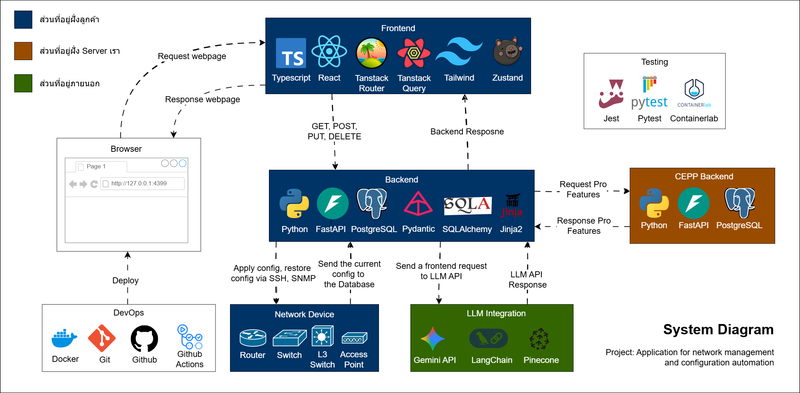 ส่วนที่อยู่ฝั่งลูกค้า
ส่วนที่อยู่ฝั่ง Server เรา
ส่วนที่อยู่ภายนอก
Frontend
TS
Typescript
React
Tanstack
Router
Tanstack
Query
Tailwind
Zustand
Testing
Jest
pytest
Pytest
CONTAINERlab
Containerlab
Request webpage
Response webpage
GET, POST,
PUT, DELETE
Backend Resposne
Browser
Page 1
http://127.0.0.1:4399
Backend
Python
FastAPI
PostgreSQL
Pydantic
SQLA
SQLAlchemy
Jinja
Jinja2
Request Pro
Features
Response Pro
Features
CEPP Backend
Python
FastAPI
PostgreSQL
Deploy
Apply config, restore
config via SSH, SNMP
Send the current
config to
the Database
Send a frontend request
to LLM API
LLM API
Response
DevOps
Docker
Git
Github
Github
Actions
Network Device
Router
Switch
L3
Switch
Access
Point
LLM Integration
Gemini API
LangChain
Pinecone
System Diagram
Project: Application for network management
and configuration automation